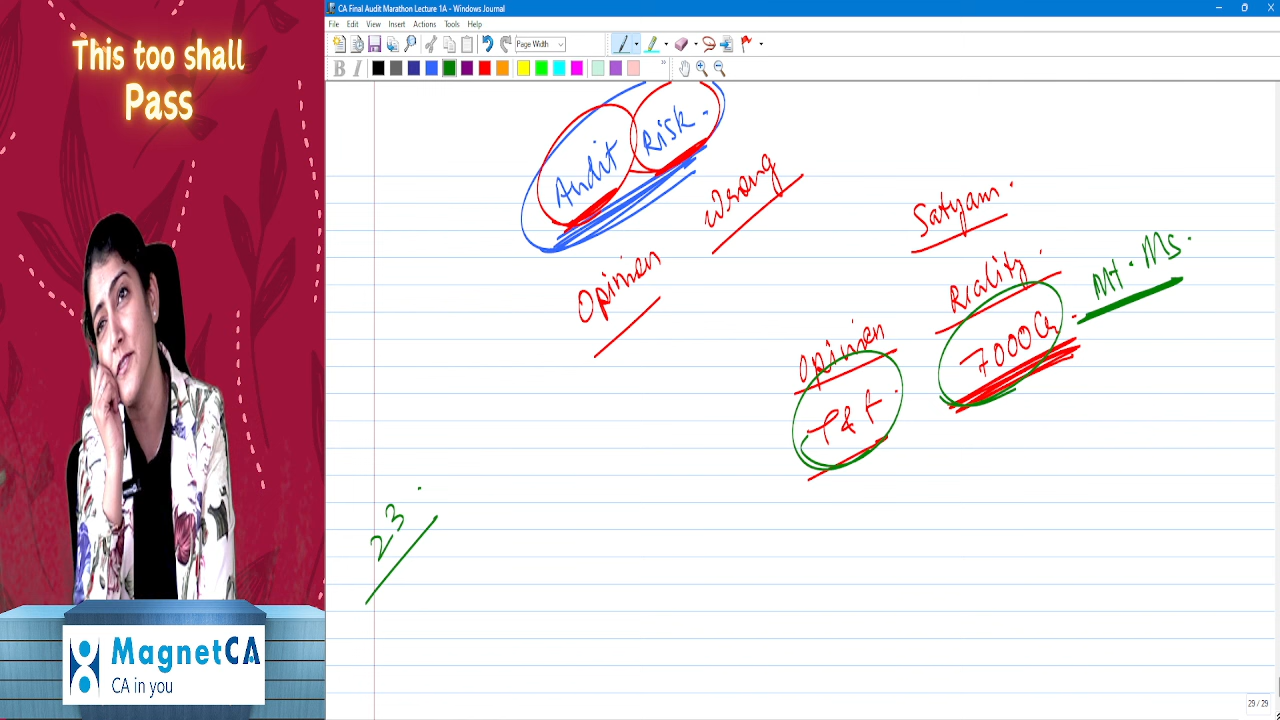 This too shall
Pass
CA Final Audit Marathon Lecture 1A - Windows Journal
File Edit View Insert Actions Tools Help
Page Width
B I
Audit Risk.
Opinion Wrong
Satyam.
Reality.
7000Cr.
Mt. Ms.
Opinion
T&F.
23
MagnetCA
CA in you
29 / 29